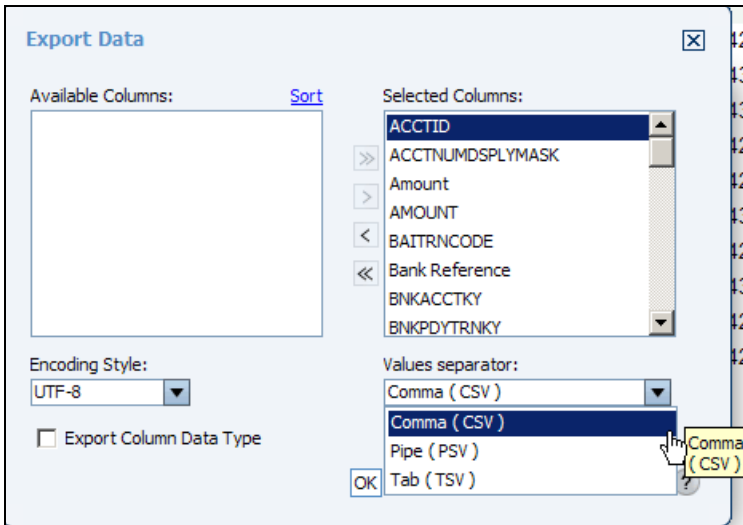 Export Data
Available Columns:
Sort
Selected Columns:
ACCTID
ACCTNUMDSPLYMASK
Amount
AMOUNT
BAITRNCODE
Bank Reference
BNKACCTKY
BNKPDYTRNKY
Encoding Style:
UTF-8
Values separator:
Comma ( CSV )
Export Column Data Type
Comma ( CSV )
Pipe ( PSV )
Tab ( TSV )
Comma
( CSV )
OK
?